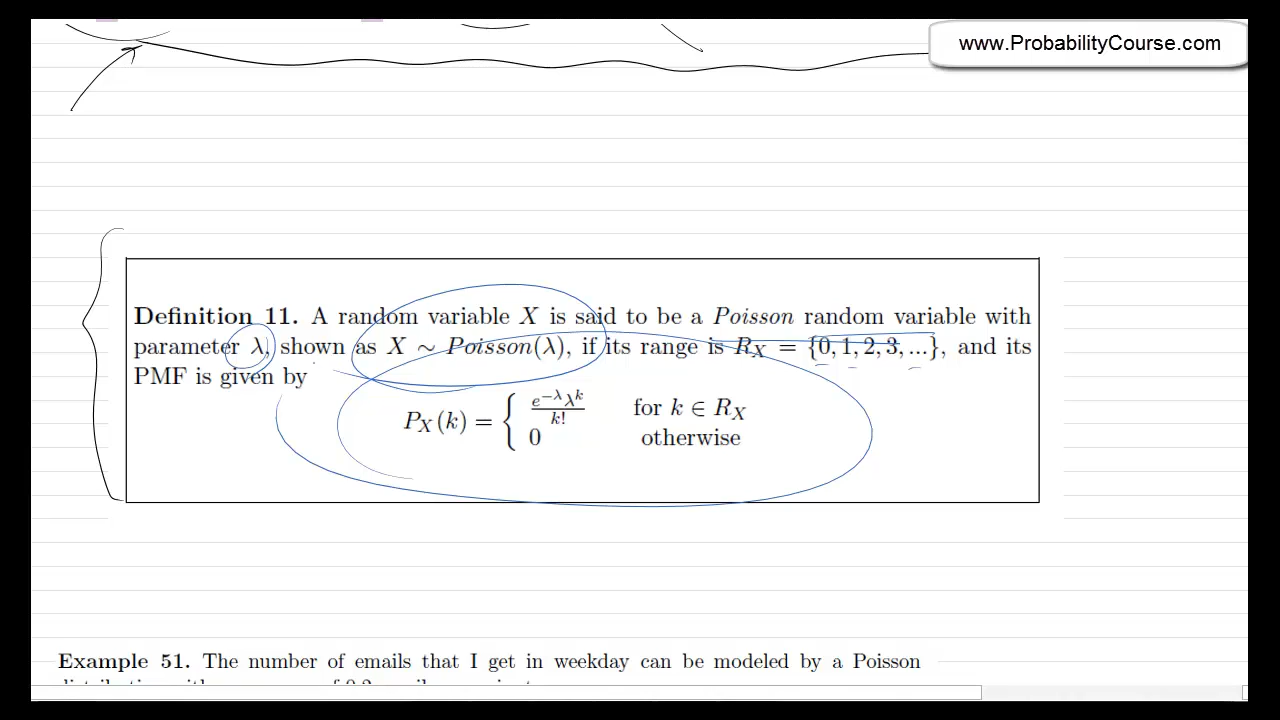 www.ProbabilityCourse.com
Definition 11. A random variable X is said to be a Poisson random variable with
parameter λ, shown as X ∼ Poisson(λ), if its range is R_X = {0, 1, 2, 3, ...}, and its
PMF is given by
P_X(k) = { e^{−λ}λ^k / k! for k ∈ R_X
0 otherwise
Example 51. The number of emails that I get in weekday can be modeled by a Poisson